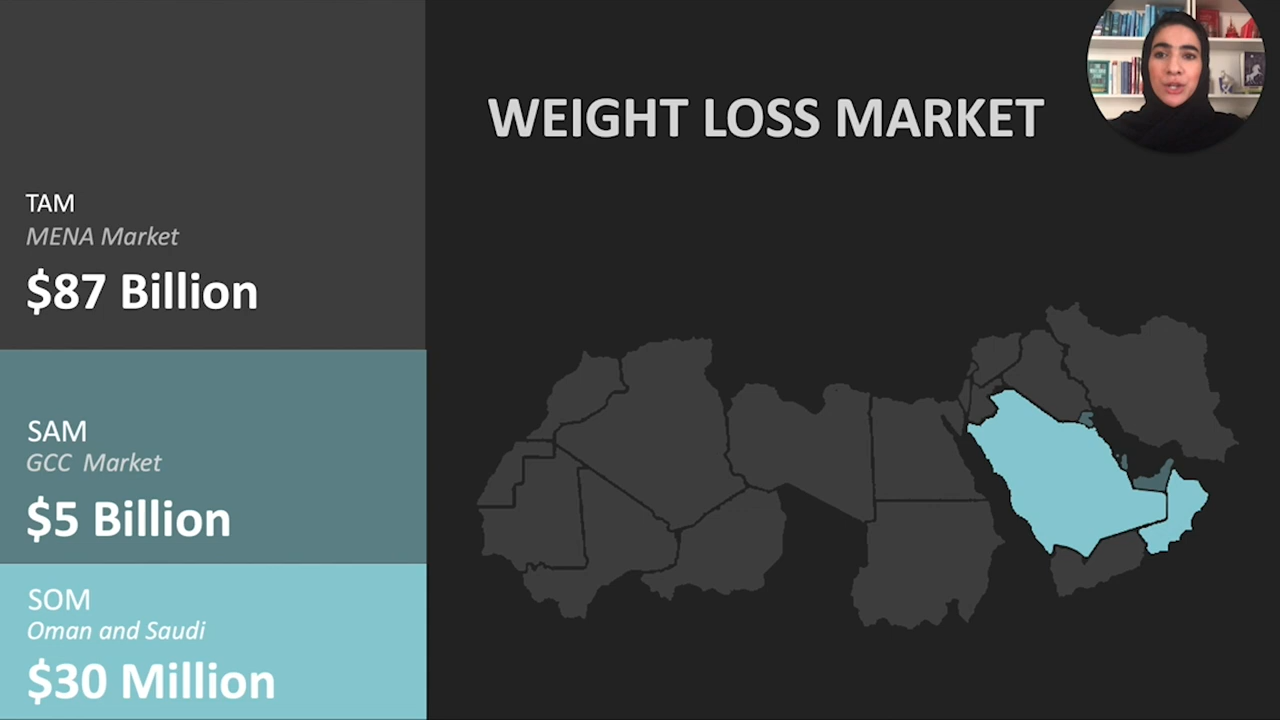 WEIGHT LOSS MARKET
TAM
MENA Market
$87 Billion
SAM
GCC Market
$5 Billion
SOM
Oman and Saudi
$30 Million